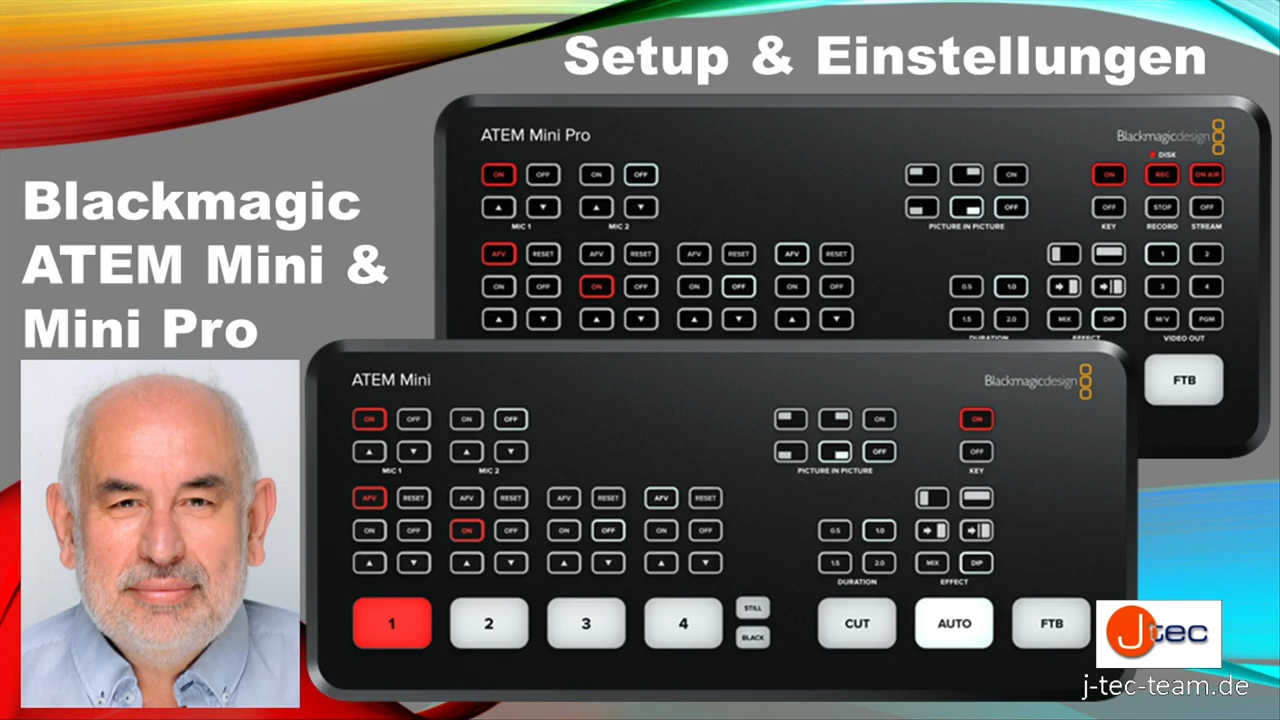 Setup & Einstellungen
Blackmagic
ATEM Mini &
Mini Pro
ATEM Mini Pro
Blackmagicdesign
DISK
ON OFF ON OFF ON ON REC ON AIR
OFF OFF STOP OFF
MIC 1 MIC 2 PICTURE IN PICTURE KEY RECORD STREAM
AFV RESET AFV RESET AFV RESET AFV RESET 1 2
ON OFF ON OFF ON OFF ON OFF 0.5 1.0 3 4
1.5 2.0 MIX DIP M/V PGM
DURATION EFFECT VIDEO OUT
FTB
ATEM Mini
Blackmagicdesign
ON OFF ON OFF ON ON
OFF OFF
MIC 1 MIC 2 PICTURE IN PICTURE KEY
AFV RESET AFV RESET AFV RESET AFV RESET
ON OFF ON OFF ON OFF ON OFF 0.5 1.0
1.5 2.0 MIX DIP
DURATION EFFECT
1 2 3 4 STILL CUT AUTO FTB
BLACK
Jtec
j-tec-team.de